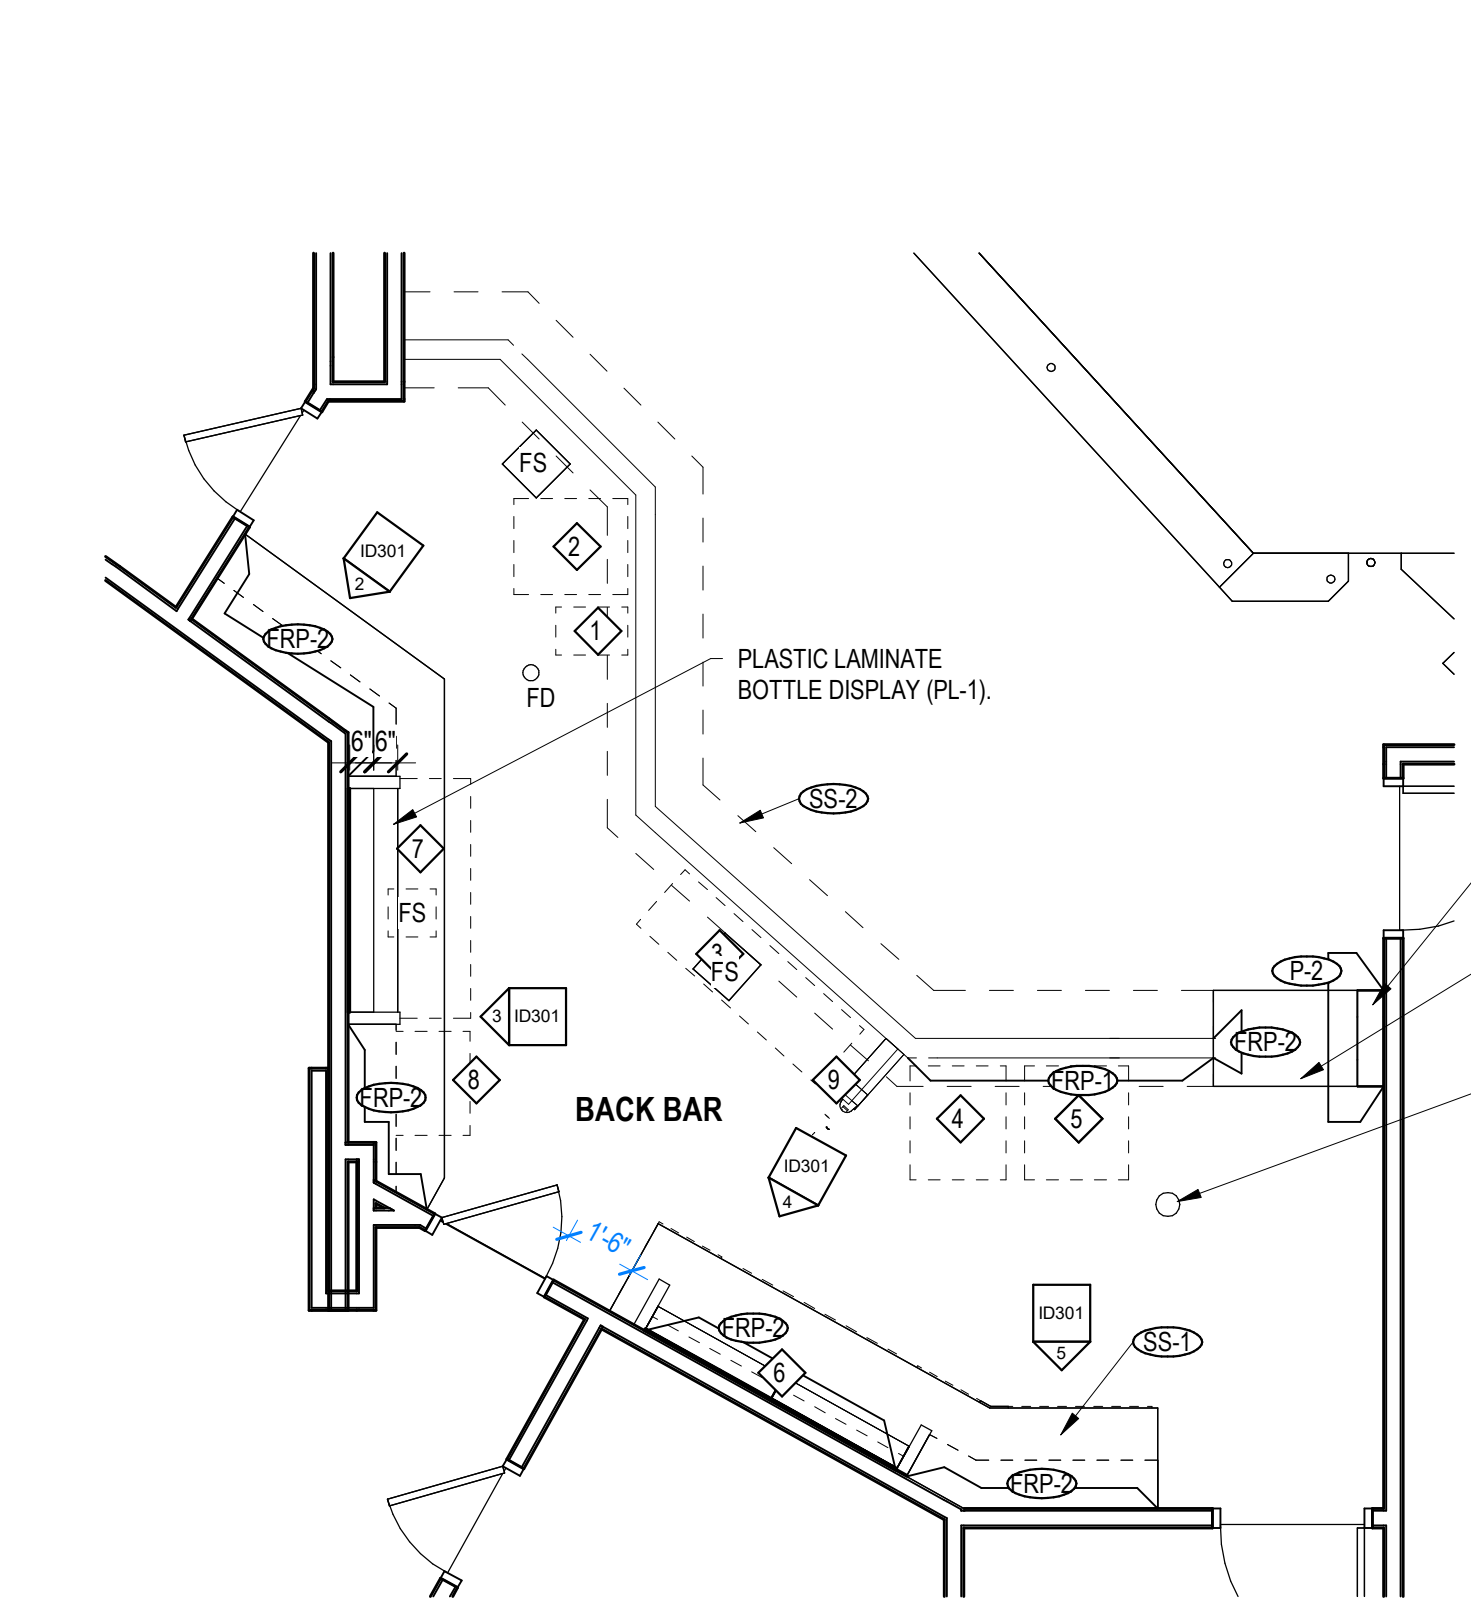 FS
2
ID301
2
1
FRP-2
FD
PLASTIC LAMINATE
BOTTLE DISPLAY (PL-1).
6" 6"
SS-2
7
FS
3
FS
P-2
3 ID301
FRP-2
8
9
FRP-1
FRP-2
BACK BAR
4
5
ID301
4
1'-6"
FRP-2
ID301
5
SS-1
6
FRP-2